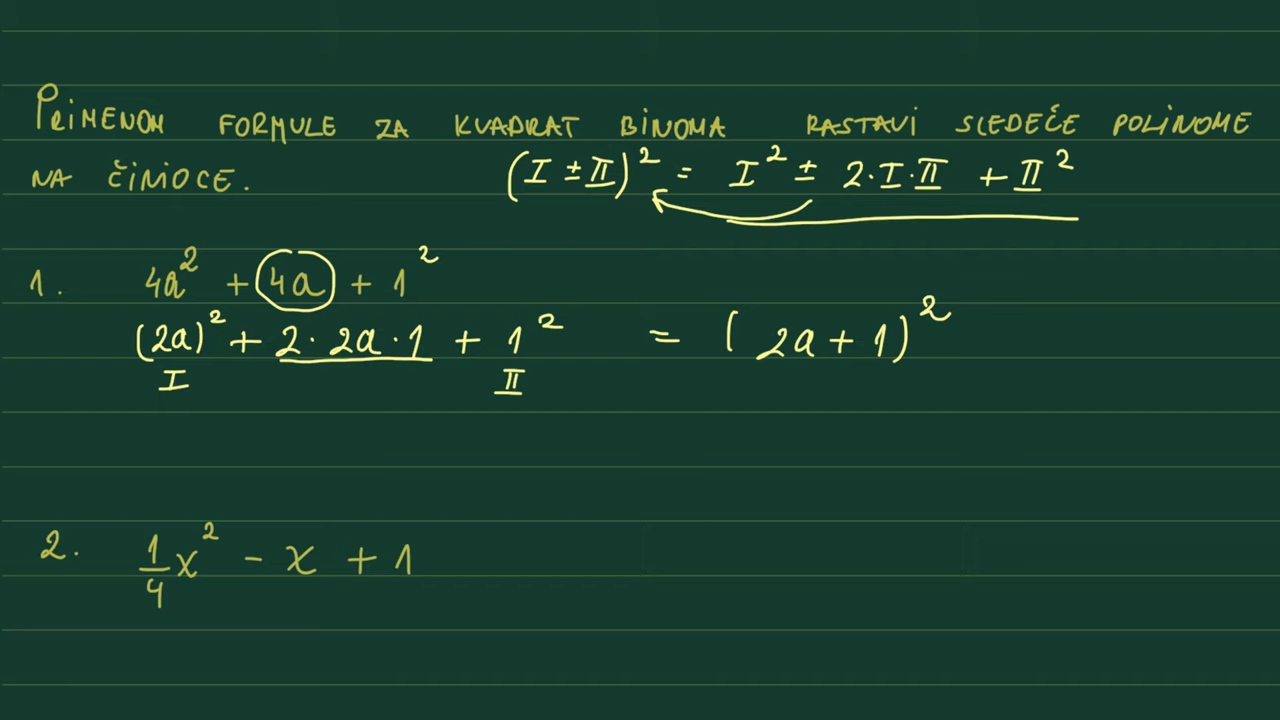 PRIMENOM FORMULE ZA KVADRAT BINOMA RASTAVI SLEDEĆE POLINOME
NA ČINIOCE. (I ± II)² = I² ± 2·I·II + II²
1. 4a² + 4a + 1²
(2a)² + 2·2a·1 + 1² = (2a+1)²
I II
2. 1/4 x² - x + 1